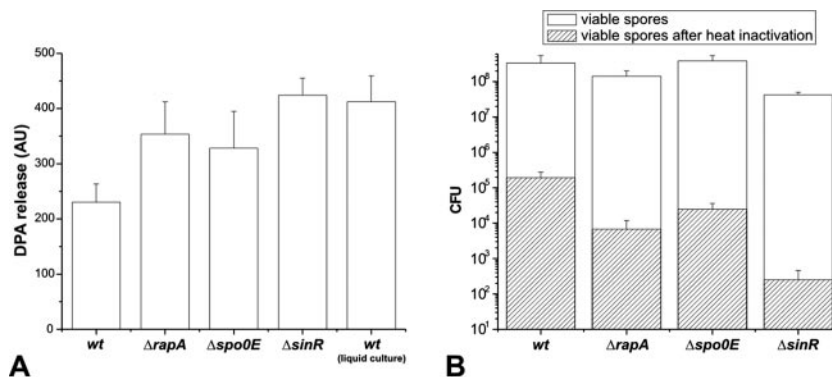 viable spores
viable spores after heat inactivation
500
400
300
200
100
0
DPA release (AU)
wt
ΔrapA
Δspo0E
ΔsinR
wt
(liquid culture)
A
10⁸
10⁷
10⁶
10⁵
10⁴
10³
10²
10¹
CFU
wt
ΔrapA
Δspo0E
ΔsinR
B